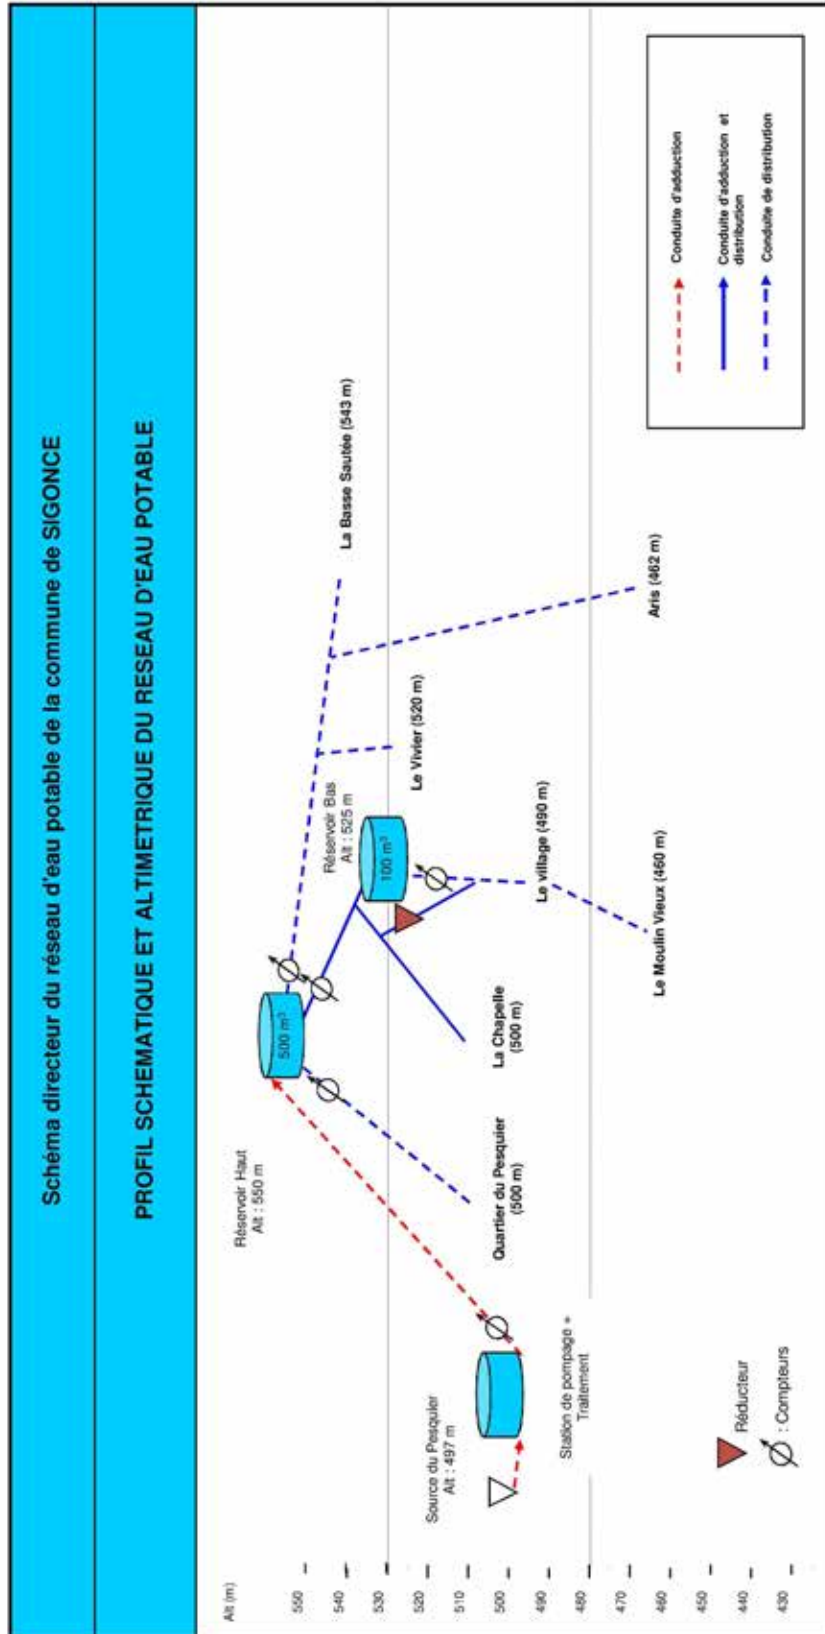 Schéma directeur du réseau d'eau potable de la commune de SIGONCE
PROFIL SCHEMATIQUE ET ALTIMETRIQUE DU RESEAU D'EAU POTABLE
Alt (m)
550
540
530
520
510
500
490
480
470
460
450
440
430
Source du Pesquier
Alt : 497 m
Station de pompage +
Traitement
Réservoir Haut
Alt : 550 m
500 m³
Quartier du Pesquier
(500 m)
La Chapelle
(500 m)
Réservoir Bas
Alt : 525 m
100 m³
Le village (490 m)
Le Moulin Vieux (460 m)
Le Vivier (520 m)
La Basse Sautée (543 m)
Aris (462 m)
Réducteur
: Compteurs
Conduite d'adduction
Conduite d'adduction et
distribution
Conduite de distribution